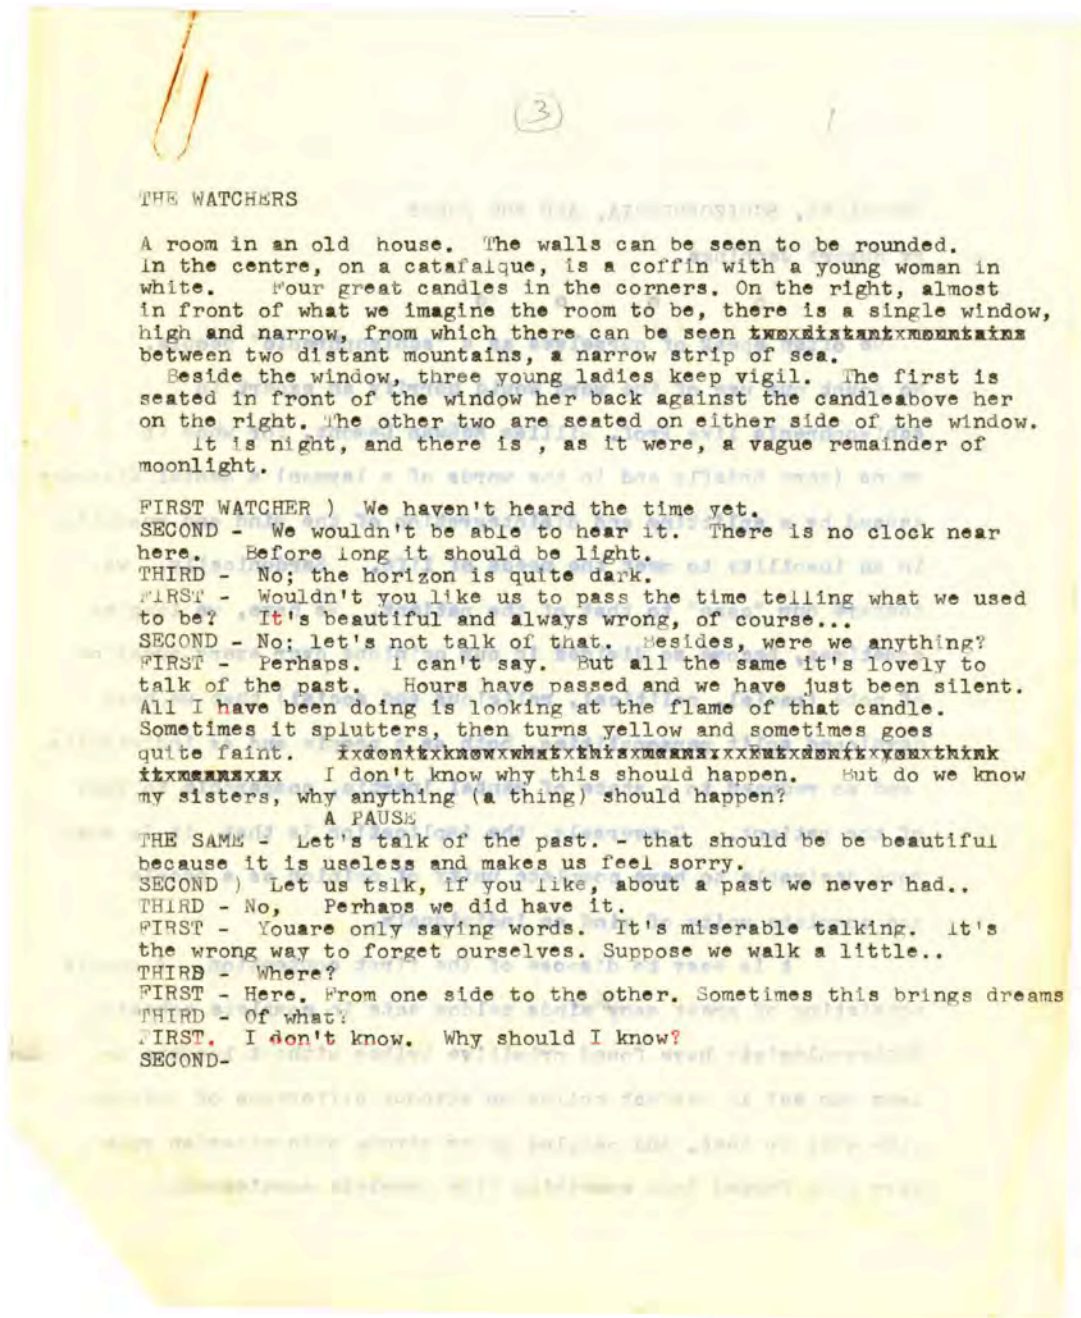 3
1
THE WATCHERS
A room in an old house. The walls can be seen to be rounded.
in the centre, on a catafalque, is a coffin with a young woman in
white. Four great candles in the corners. On the right, almost
in front of what we imagine the room to be, there is a single window,
high and narrow, from which there can be seen twoxdistantxmountains
between two distant mountains, a narrow strip of sea.
Beside the window, three young ladies keep vigil. The first is
seated in front of the window her back against the candleabove her
on the right. The other two are seated on either side of the window.
it is night, and there is , as it were, a vague remainder of
moonlight.
FIRST WATCHER ) We haven't heard the time yet.
SECOND - We wouldn't be able to hear it. There is no clock near
here. Before long it should be light.
THIRD - No; the horizon is quite dark.
FIRST - Wouldn't you like us to pass the time telling what we used
to be? It's beautiful and always wrong, of course...
SECOND - No; let's not talk of that. Besides, were we anything?
FIRST - Perhaps. I can't say. But all the same it's lovely to
talk of the past. Hours have passed and we have just been silent.
All I have been doing is looking at the flame of that candle.
Sometimes it splutters, then turns yellow and sometimes goes
quite faint. ixdontxknowxwhatxthisxmeans.xxButxdontxyouxthink
itxmeansxax I don't know why this should happen. But do we know
my sisters, why anything (a thing) should happen?
A PAUSE
THE SAME - Let's talk of the past. - that should be be beautiful
because it is useless and makes us feel sorry.
SECOND ) Let us tslk, if you like, about a past we never had..
THIRD - No, Perhaps we did have it.
FIRST - Youare only saying words. It's miserable talking. it's
the wrong way to forget ourselves. Suppose we walk a little..
THIRD - Where?
FIRST - Here. From one side to the other. Sometimes this brings dreams
THIRD - Of what?
FIRST. I don't know. Why should I know?
SECOND-